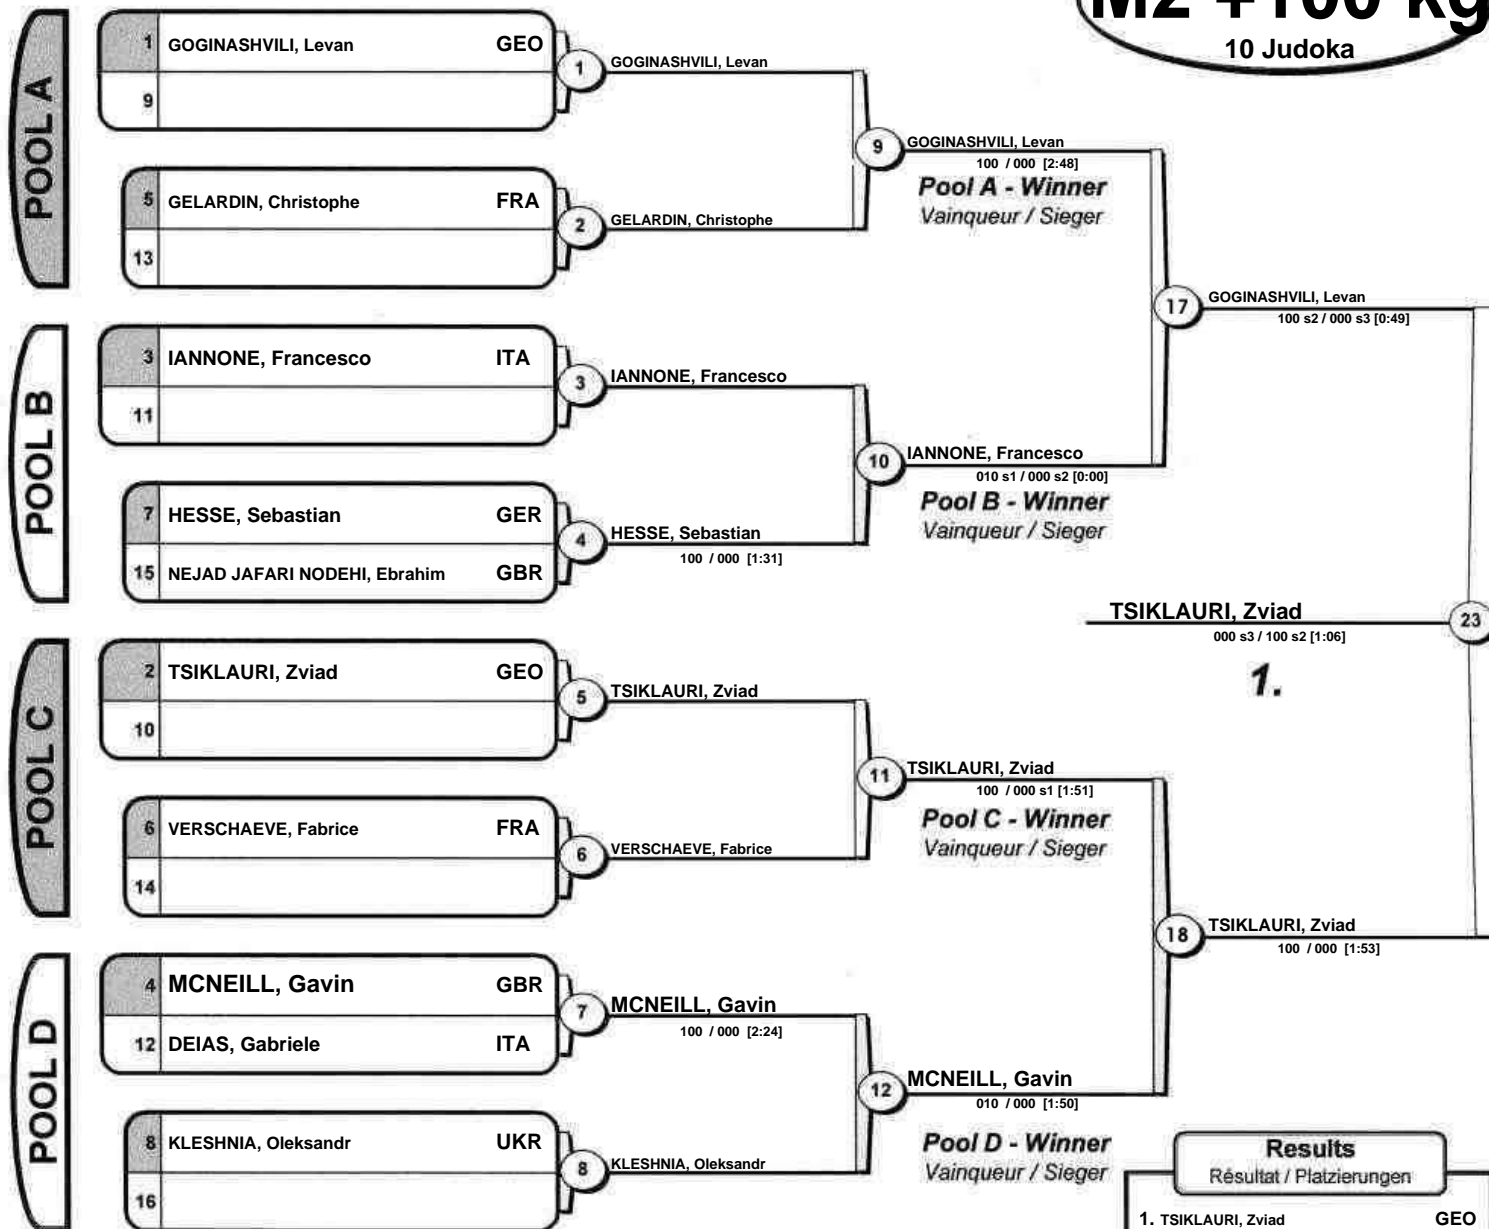 M2 +100 kg
10 Judoka
POOL A
1 GOGINASHVILI, Levan GEO
9
5 GELARDIN, Christophe FRA
13
1 GOGINASHVILI, Levan
2 GELARDIN, Christophe
9 GOGINASHVILI, Levan
100 / 000 [2:48]
Pool A - Winner
Vainqueur / Sieger
POOL B
3 IANNONE, Francesco ITA
11
7 HESSE, Sebastian GER
15 NEJAD JAFARI NODEHI, Ebrahim GBR
3 IANNONE, Francesco
4 HESSE, Sebastian
100 / 000 [1:31]
10 IANNONE, Francesco
010 s1 / 000 s2 [0:00]
Pool B - Winner
Vainqueur / Sieger
17 GOGINASHVILI, Levan
100 s2 / 000 s3 [0:49]
TSIKLAURI, Zviad 23
000 s3 / 100 s2 [1:06]
1.
POOL C
2 TSIKLAURI, Zviad GEO
10
6 VERSCHAEVE, Fabrice FRA
14
5 TSIKLAURI, Zviad
6 VERSCHAEVE, Fabrice
11 TSIKLAURI, Zviad
100 / 000 s1 [1:51]
Pool C - Winner
Vainqueur / Sieger
18 TSIKLAURI, Zviad
100 / 000 [1:53]
POOL D
4 MCNEILL, Gavin GBR
12 DEIAS, Gabriele ITA
8 KLESHNIA, Oleksandr UKR
16
7 MCNEILL, Gavin
100 / 000 [2:24]
8 KLESHNIA, Oleksandr
12 MCNEILL, Gavin
010 / 000 [1:50]
Pool D - Winner
Vainqueur / Sieger
Results
Résultat / Platzierungen
1. TSIKLAURI, Zviad GEO